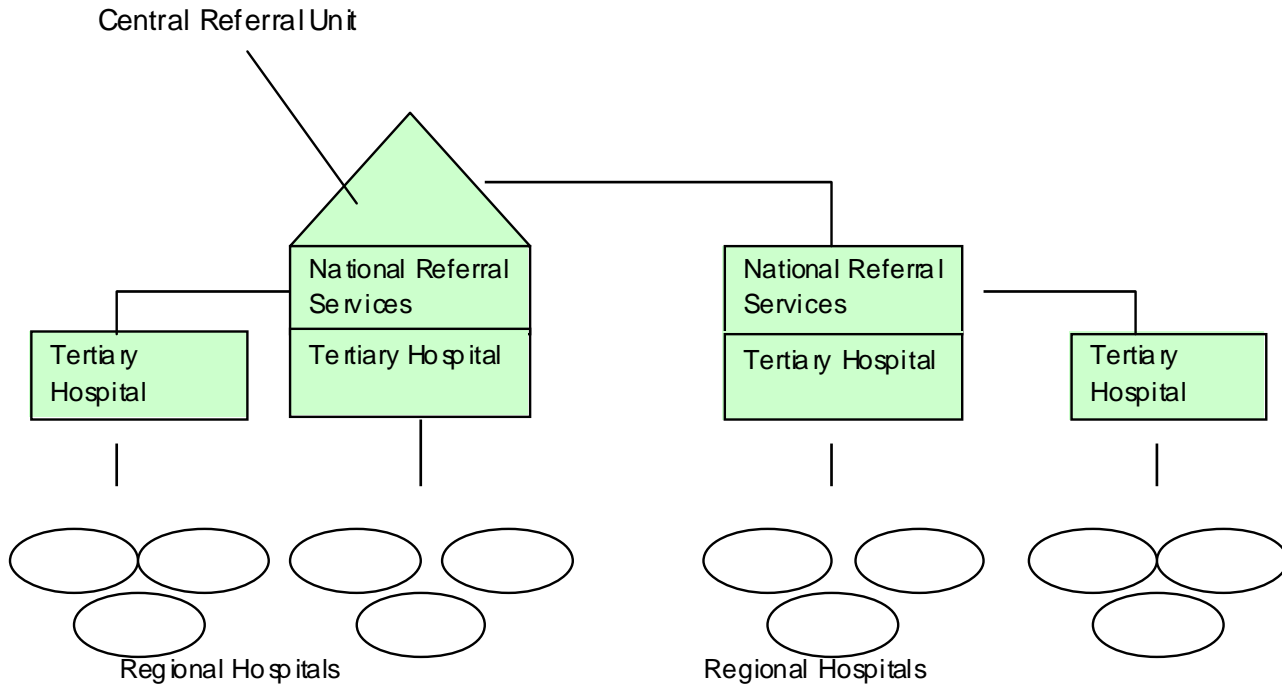 Central Referral Unit
National Referral
Services
Tertiary Hospital
Tertiary
Hospital
National Referral
Services
Tertiary Hospital
Tertiary
Hospital
Regional Hospitals
Regional Hospitals